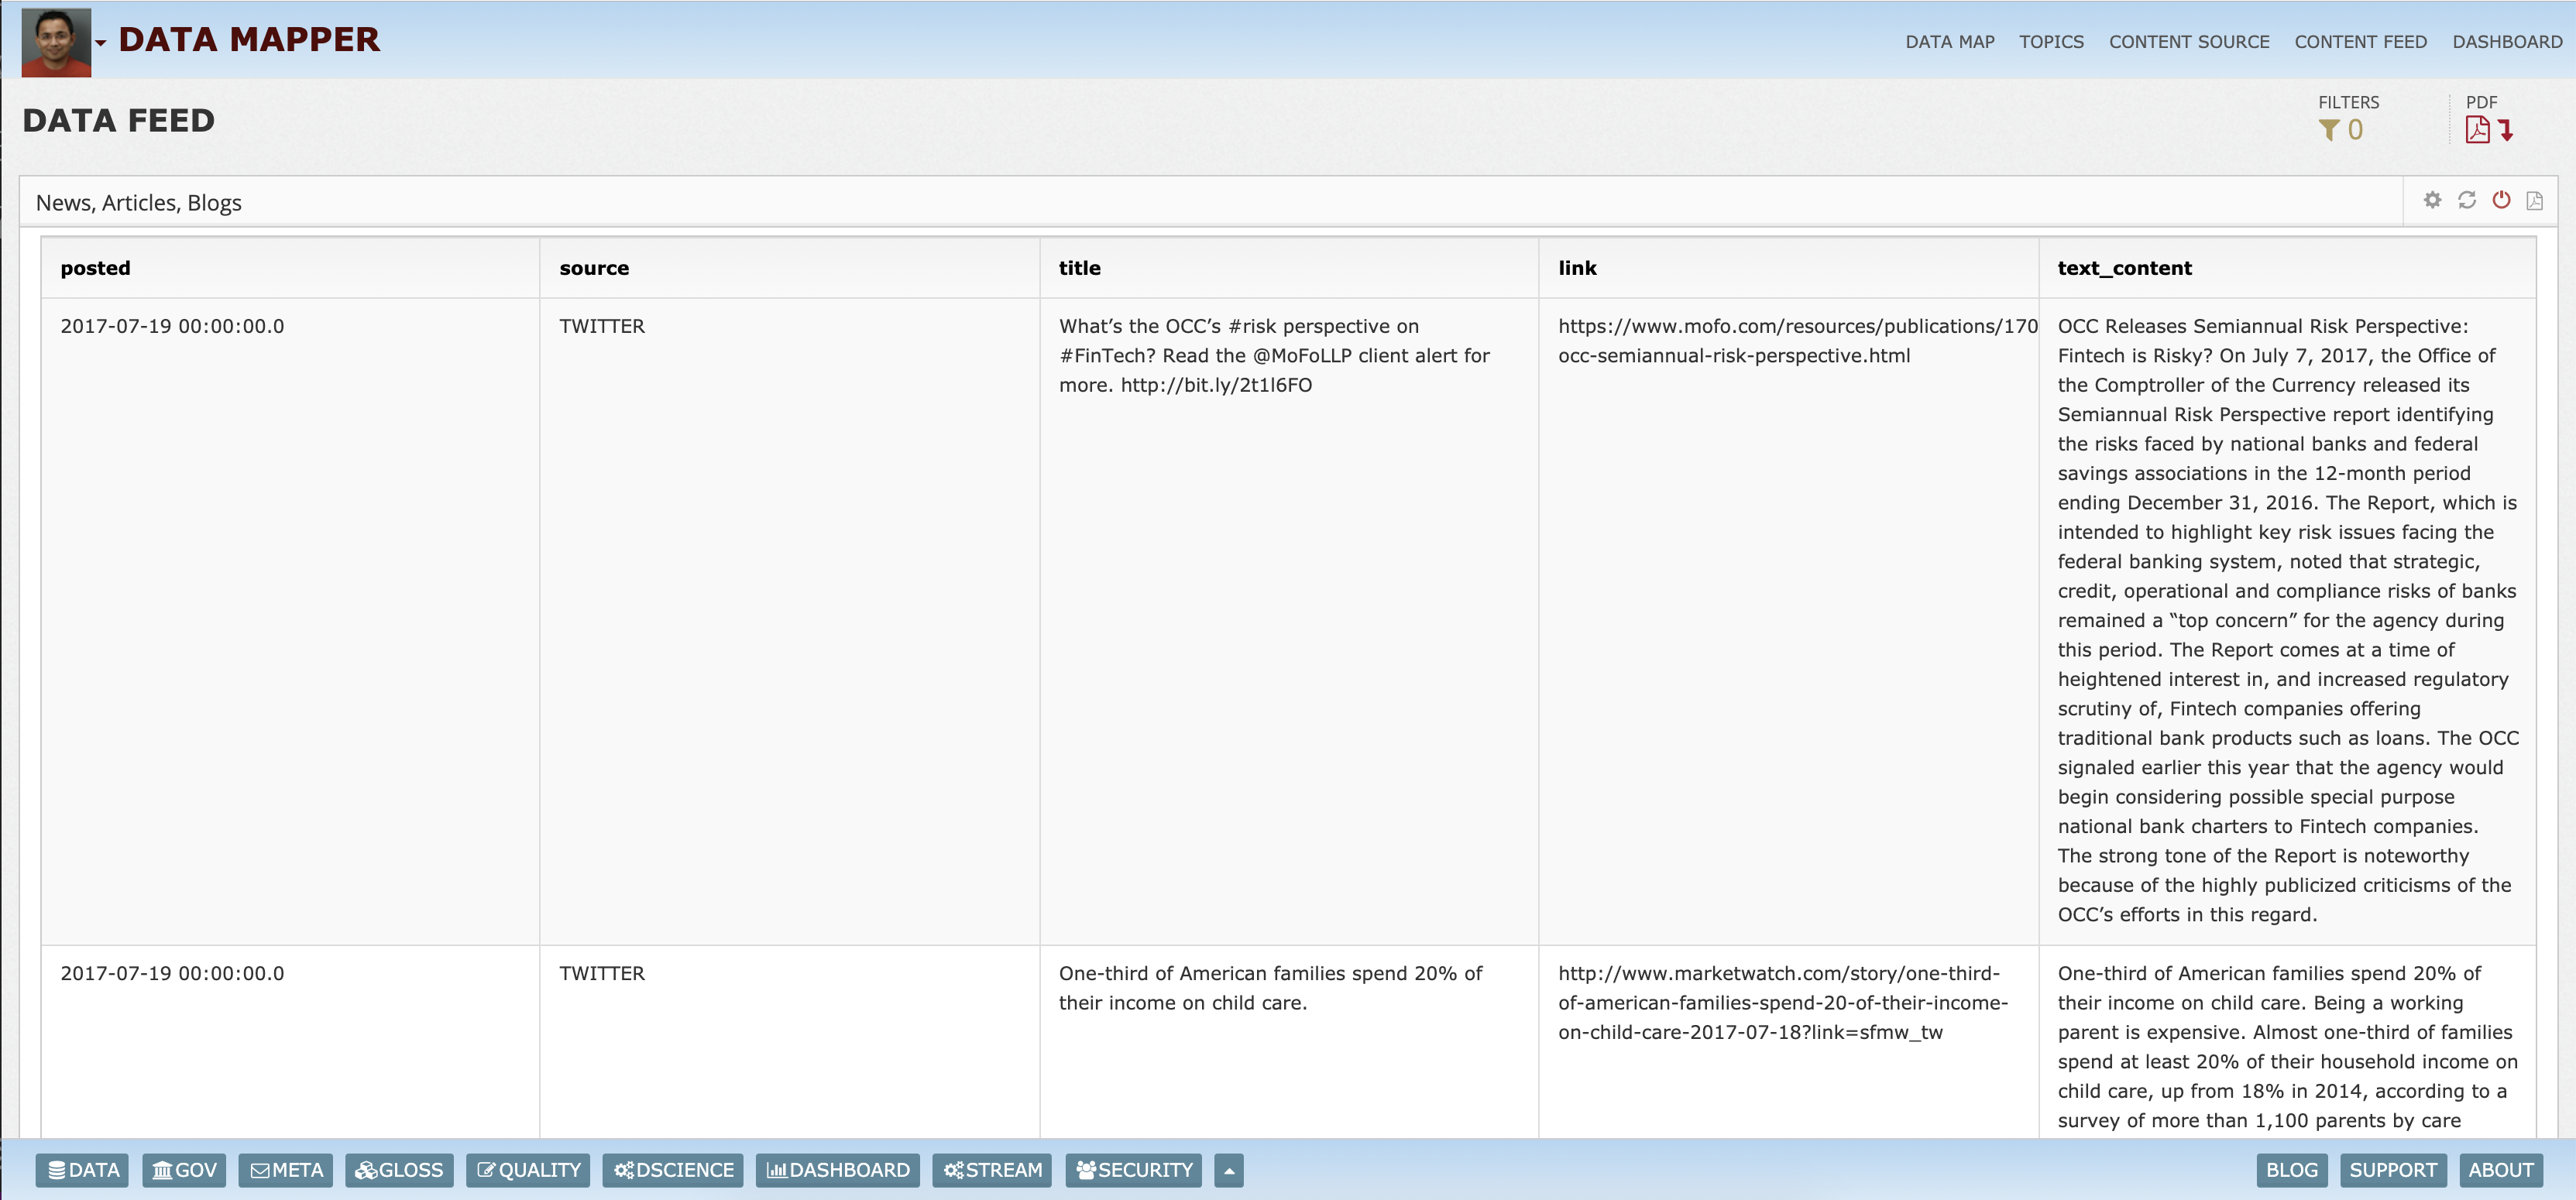 DATA MAPPER
DATA MAP TOPICS CONTENT SOURCE CONTENT FEED DASHBOARD
DATA FEED
FILTERS
0
PDF
News, Articles, Blogs
posted source title link text_content
2017-07-19 00:00:00.0
TWITTER
What’s the OCC’s #risk perspective on
#FinTech? Read the @MoFoLLP client alert for
more. http://bit.ly/2t1l6FO
https://www.mofo.com/resources/publications/170
occ-semiannual-risk-perspective.html
OCC Releases Semiannual Risk Perspective:
Fintech is Risky? On July 7, 2017, the Office of
the Comptroller of the Currency released its
Semiannual Risk Perspective report identifying
the risks faced by national banks and federal
savings associations in the 12-month period
ending December 31, 2016. The Report, which is
intended to highlight key risk issues facing the
federal banking system, noted that strategic,
credit, operational and compliance risks of banks
remained a “top concern” for the agency during
this period. The Report comes at a time of
heightened interest in, and increased regulatory
scrutiny of, Fintech companies offering
traditional bank products such as loans. The OCC
signaled earlier this year that the agency would
begin considering possible special purpose
national bank charters to Fintech companies.
The strong tone of the Report is noteworthy
because of the highly publicized criticisms of the
OCC’s efforts in this regard.
2017-07-19 00:00:00.0
TWITTER
One-third of American families spend 20% of
their income on child care.
http://www.marketwatch.com/story/one-third-
of-american-families-spend-20-of-their-income-
on-child-care-2017-07-18?link=sfmw_tw
One-third of American families spend 20% of
their income on child care. Being a working
parent is expensive. Almost one-third of families
spend at least 20% of their household income on
child care, up from 18% in 2014, according to a
survey of more than 1,100 parents by care
DATA GOV META GLOSS QUALITY DSCIENCE DASHBOARD STREAM SECURITY
BLOG SUPPORT ABOUT